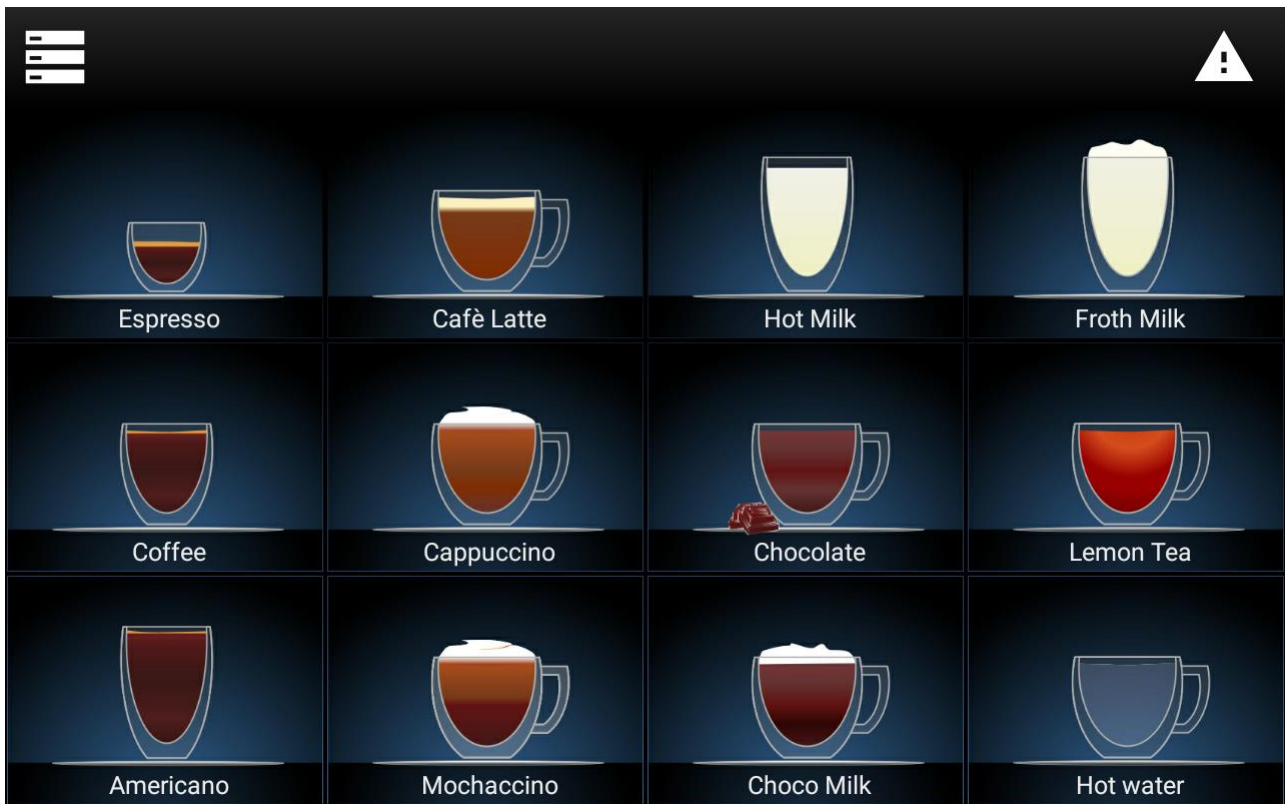 Espresso
Cafè Latte
Hot Milk
Froth Milk
Coffee
Cappuccino
Chocolate
Lemon Tea
Americano
Mochaccino
Choco Milk
Hot water